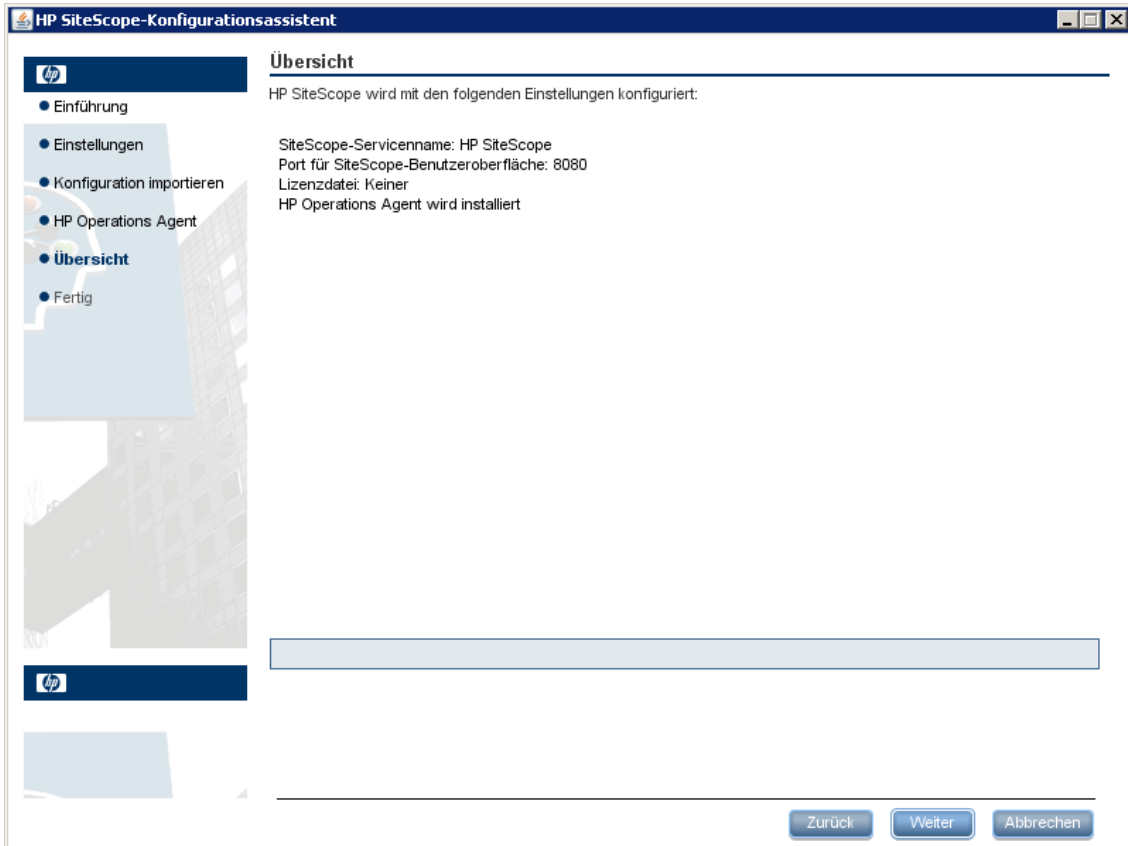 HP SiteScope-Konfigurationsassistent
hp
Einführung
Einstellungen
Konfiguration importieren
HP Operations Agent
Übersicht
Fertig
Übersicht
HP SiteScope wird mit den folgenden Einstellungen konfiguriert:
SiteScope-Servicename: HP SiteScope
Port für SiteScope-Benutzeroberfläche: 8080
Lizenzdatei: Keiner
HP Operations Agent wird installiert
hp
Zurück
Weiter
Abbrechen